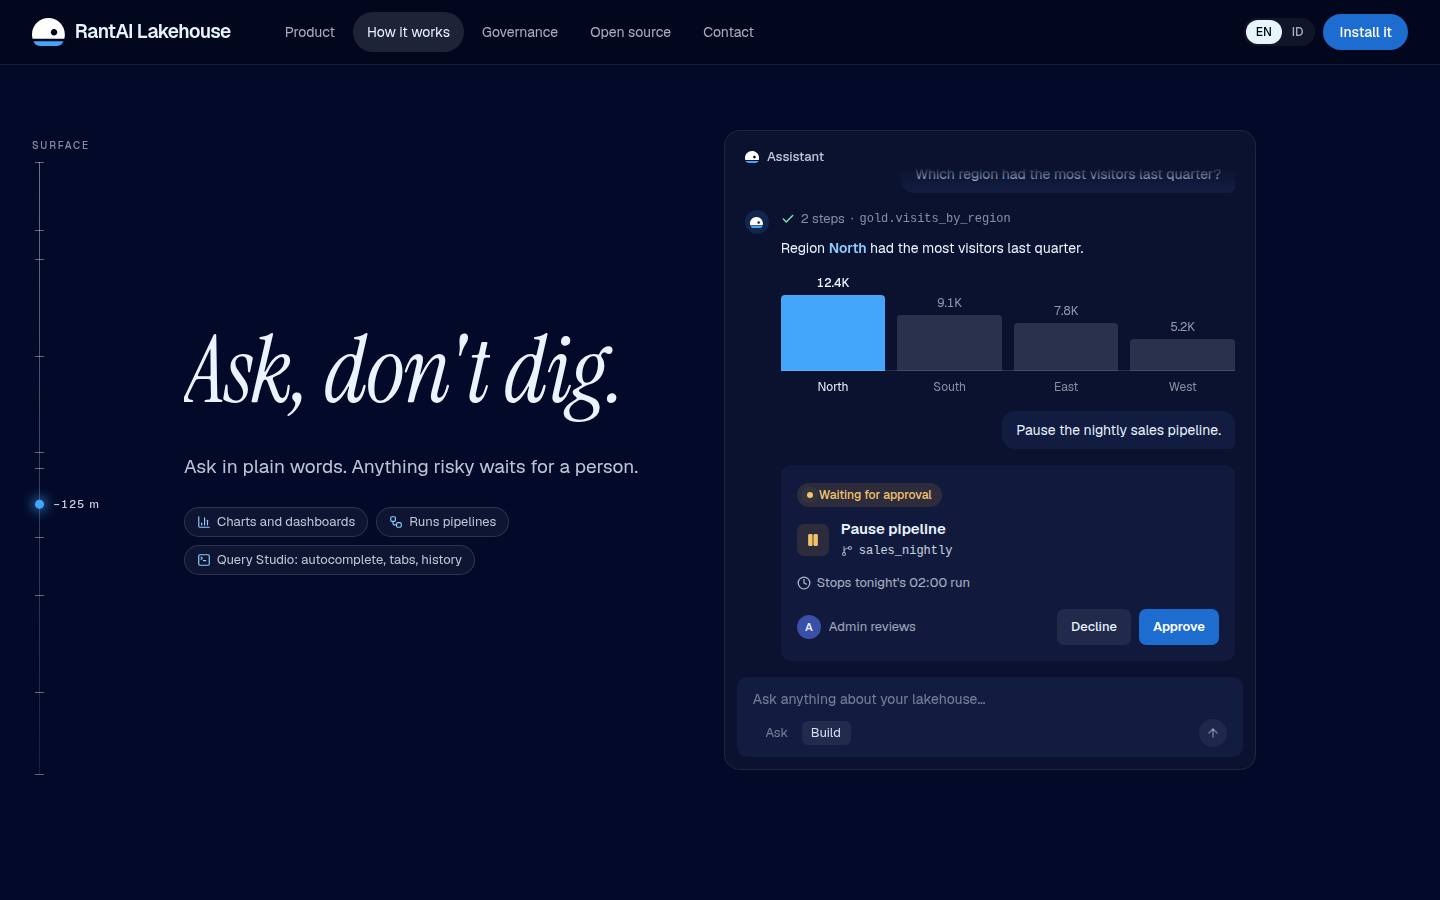 RantAI Lakehouse
Product
How it works
Governance
Open source
Contact
EN
ID
Install it
SURFACE
−125 m
Ask, don't dig.
Ask in plain words. Anything risky waits for a person.
Charts and dashboards
Runs pipelines
Query Studio: autocomplete, tabs, history
Assistant
Which region had the most visitors last quarter?
2 steps · gold.visits_by_region
Region North had the most visitors last quarter.
12.4K
9.1K
7.8K
5.2K
North
South
East
West
Pause the nightly sales pipeline.
Waiting for approval
Pause pipeline
sales_nightly
Stops tonight's 02:00 run
A
Admin reviews
Decline
Approve
Ask anything about your lakehouse…
Ask
Build